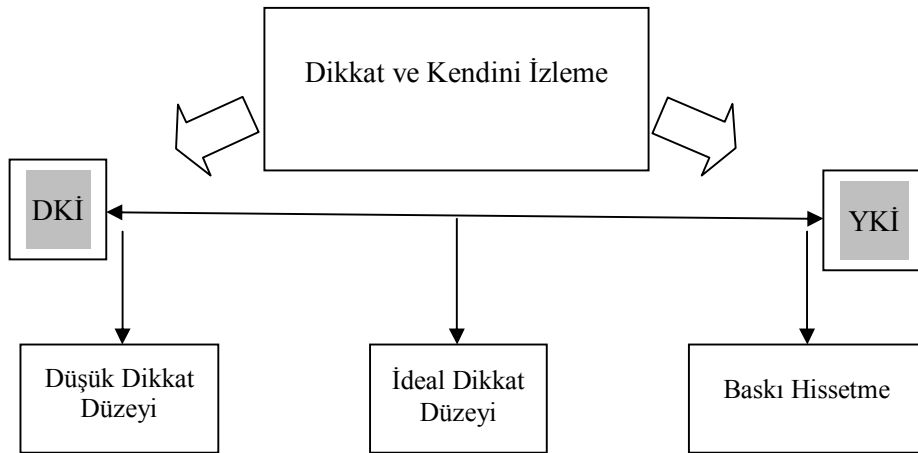 Dikkat ve Kendini İzleme
DKİ
YKİ
Düşük Dikkat
Düzeyi
İdeal Dikkat
Düzeyi
Baskı Hissetme